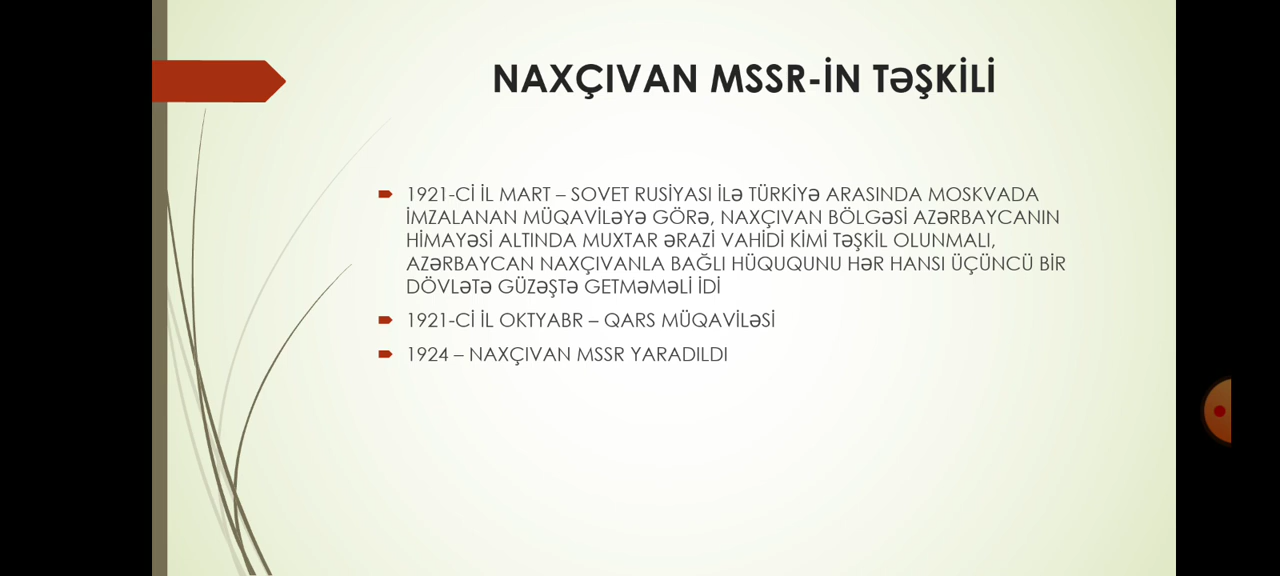 NAXÇIVAN MSSR-İN TƏŞKİLİ
1921-Cİ İL MART – SOVET RUSİYASI İLƏ TÜRKİYƏ ARASINDA MOSKVADA
İMZALANAN MÜQAVİLƏYƏ GÖRƏ, NAXÇIVAN BÖLGƏSİ AZƏRBAYCANIN
HİMAYƏSİ ALTINDA MUXTAR ƏRAZİ VAHİDİ KİMİ TƏŞKİL OLUNMALI,
AZƏRBAYCAN NAXÇIVANLA BAĞLI HÜQUQUNU HƏR HANSI ÜÇÜNCÜ BİR
DÖVLƏTƏ GÜZƏŞTƏ GETMƏMƏLİ İDİ
1921-Cİ İL OKTYABR – QARS MÜQAVİLƏSİ
1924 – NAXÇIVAN MSSR YARADILDI